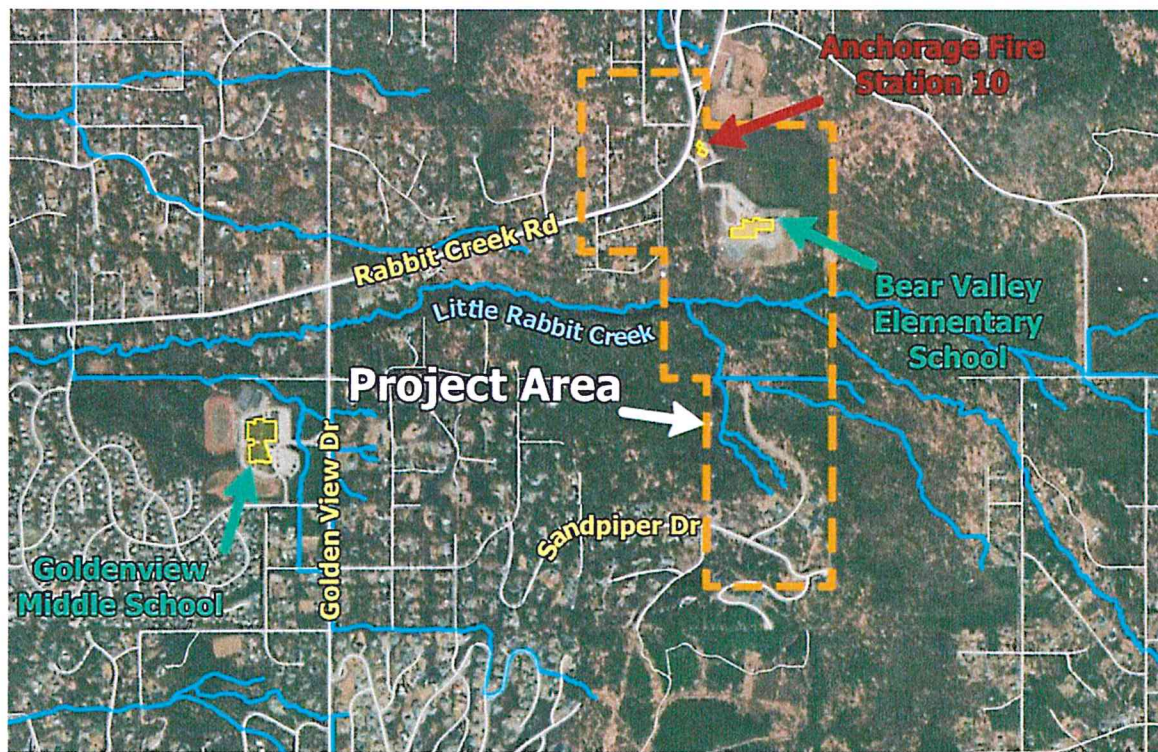 Anchorage Fire
Station 10
Rabbit Creek Rd
Bear Valley
Elementary
School
Little Rabbit Creek
Project Area
Golden View Dr
Sandpiper Dr
Goldenview
Middle School